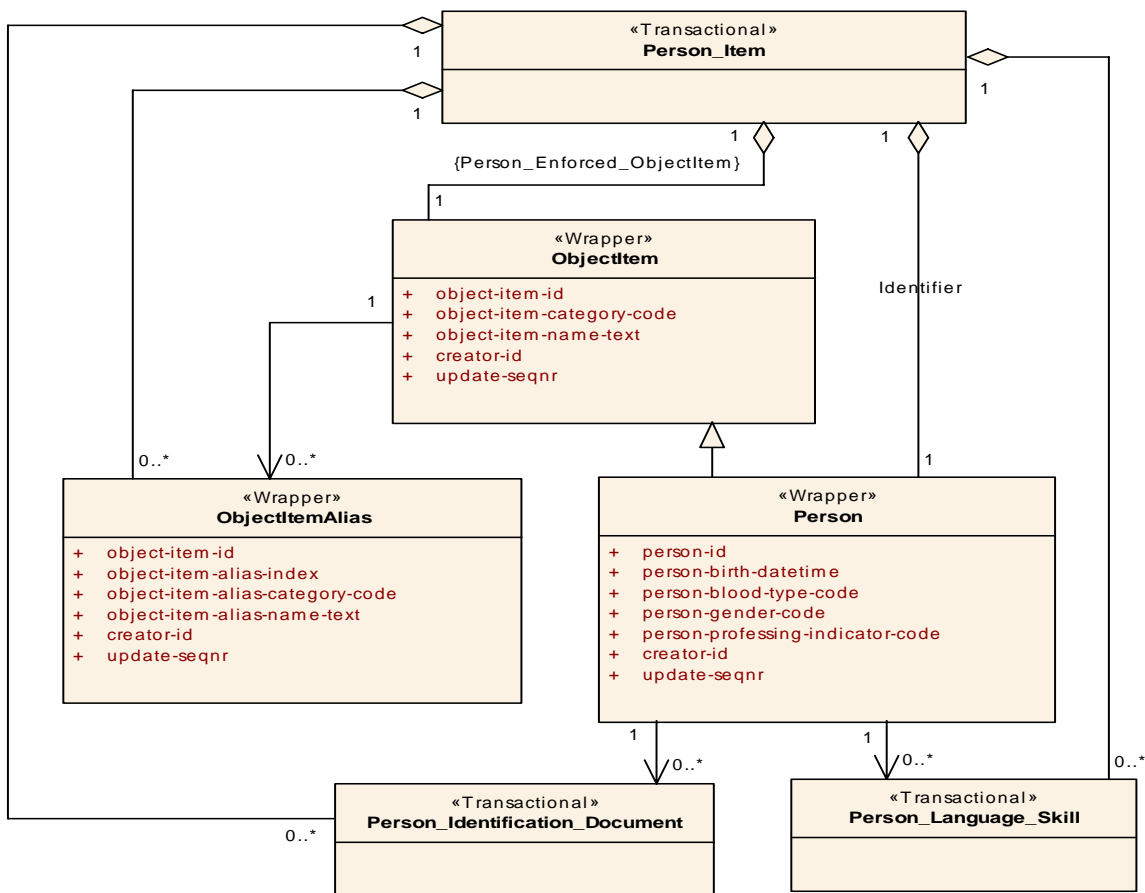 «Transactional»
Person_Item
1
1
1
1
1
{Person_Enforced_ObjectItem}
1
«Wrapper»
ObjectItem
+ object-item-id
+ object-item-category-code
+ object-item-name-text
+ creator-id
+ update-seqnr
Identifier
1
0..*
0..*
1
«Wrapper»
ObjectItemAlias
+ object-item-id
+ object-item-alias-index
+ object-item-alias-category-code
+ object-item-alias-name-text
+ creator-id
+ update-seqnr
«Wrapper»
Person
+ person-id
+ person-birth-datetime
+ person-blood-type-code
+ person-gender-code
+ person-professing-indicator-code
+ creator-id
+ update-seqnr
1
0..*
1
0..*
0..*
0..*
«Transactional»
Person_Identification_Document
«Transactional»
Person_Language_Skill